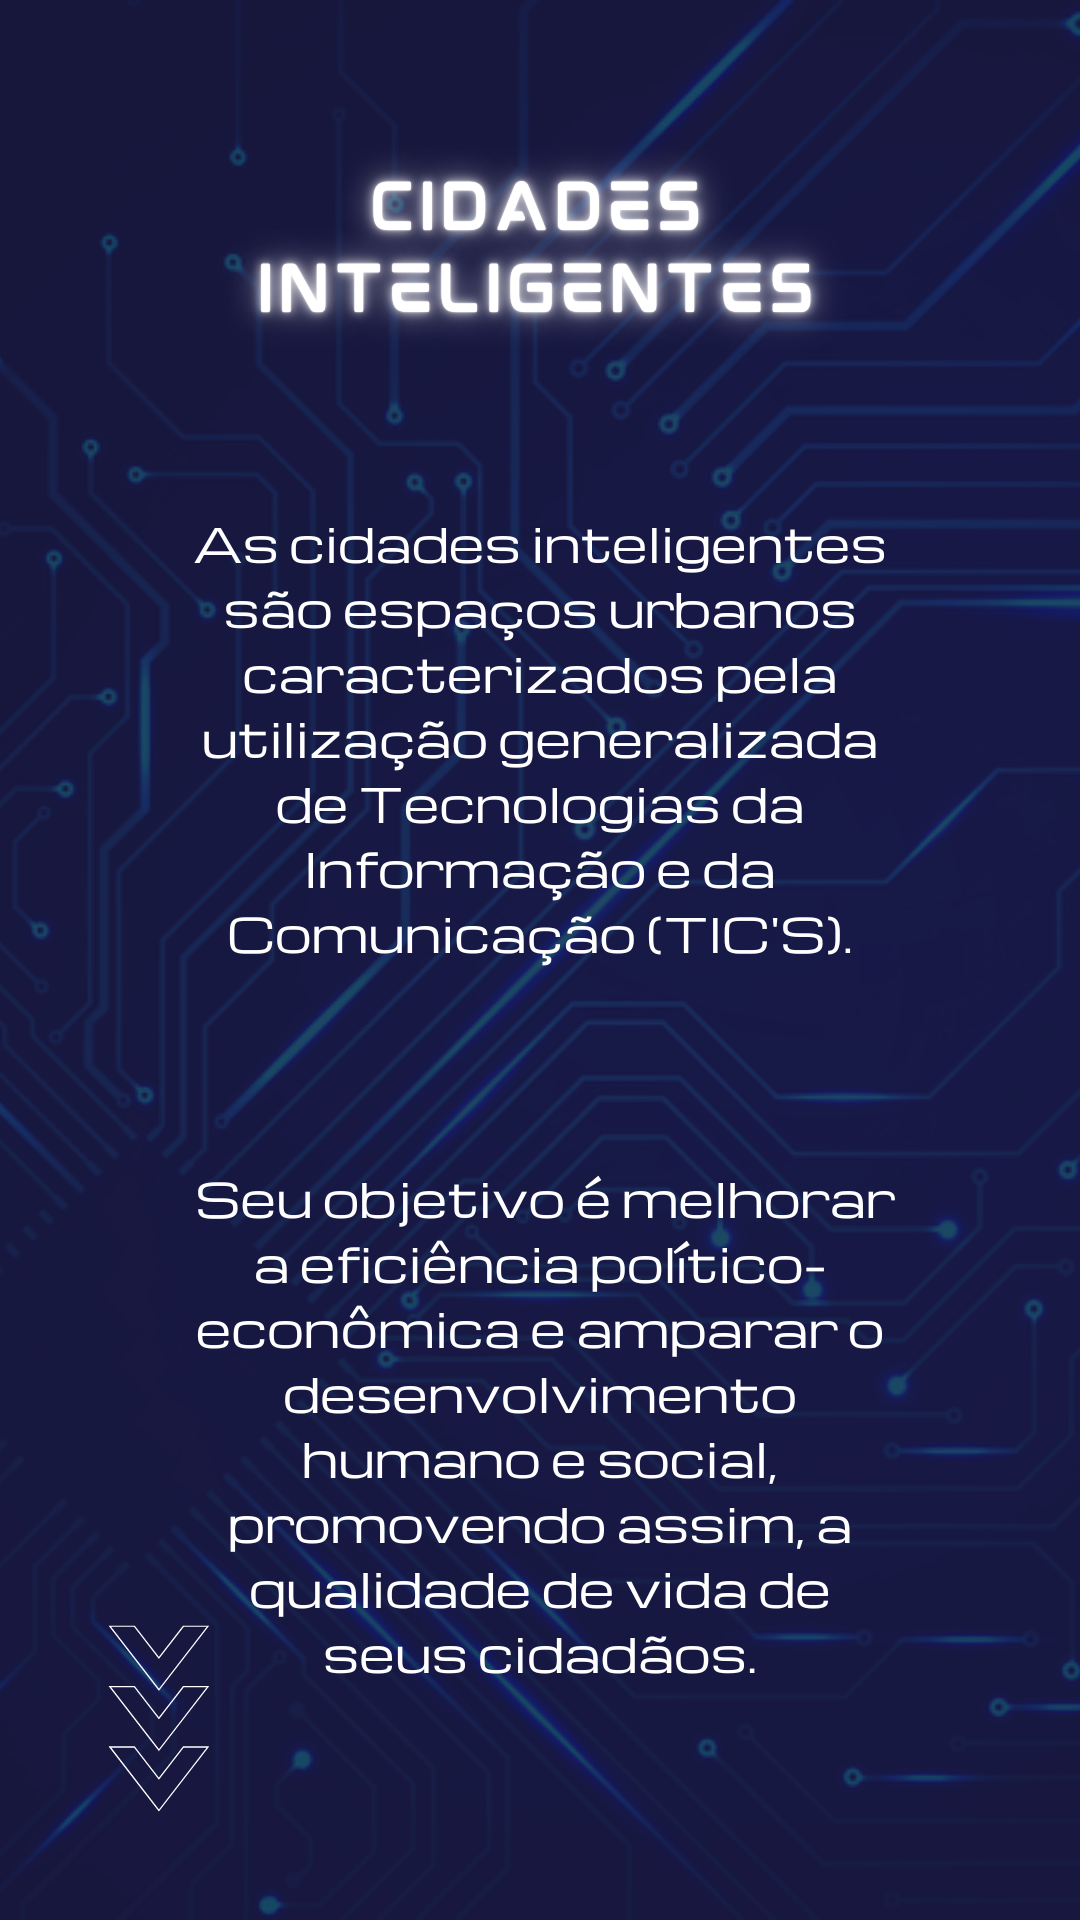 CIDADES
INTELIGENTES
As cidades inteligentes
são espaços urbanos
caracterizados pela
utilização generalizada
de Tecnologias da
Informação e da
Comunicação (TIC'S).
Seu objetivo é melhorar
a eficiência político-
econômica e amparar o
desenvolvimento
humano e social,
promovendo assim, a
qualidade de vida de
seus cidadãos.